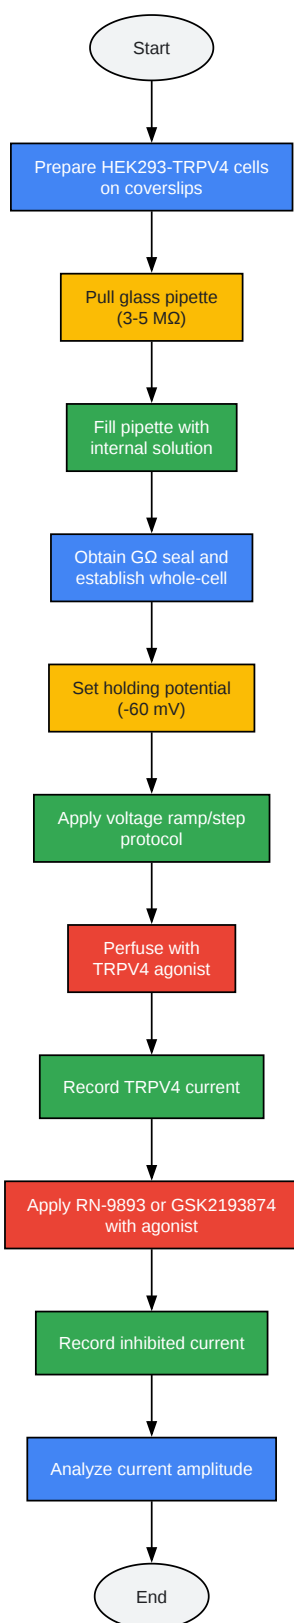 Start
Prepare HEK293-TRPV4 cells
on coverslips
Pull glass pipette
(3-5 MΩ)
Fill pipette with
internal solution
Obtain GΩ seal and
establish whole-cell
Set holding potential
(-60 mV)
Apply voltage ramp/step
protocol
Perfuse with
TRPV4 agonist
Record TRPV4 current
Apply RN-9893 or GSK2193874
with agonist
Record inhibited current
Analyze current amplitude
End